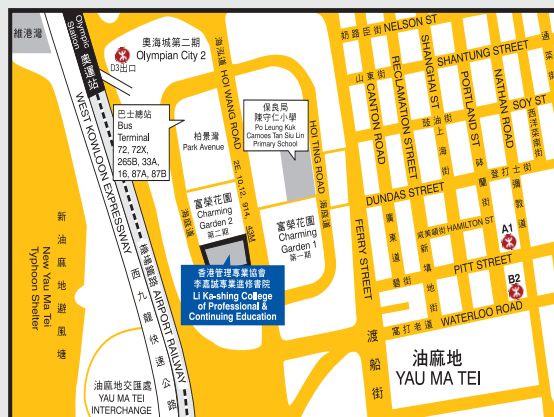 維港灣
Olympic
Station 奧運站
D3出口
奧海城第二期
Olympian City 2
巴士總站
Bus
Terminal
72, 72X,
265B, 33A,
16, 87A, 87B
柏景灣
Park Avenue
海泓道 HOI WANG ROAD
2E, 10,12, 914, 43M
海泓道
保良局
陳守仁小學
Po Leung Kuk
Camoes Tan Siu Lin
Primary School
HOI TING ROAD
海庭道
富榮花園
Charming
Garden 2
第二期
富榮花園
Charming
Garden 1
第一期
香港管理專業協會
李嘉誠專業進修書院
Li Ka-shing College
of Professional &
Continuing Education
WEST KOWLOON EXPRESSWAY
西九龍快速公路
機場鐵路 AIRPORT RAILWAY
新油麻地避風塘
New Yau Ma Tei
Typhoon Shelter
油麻地交匯處
YAU MA TEI
INTERCHANGE
奶路臣街 NELSON ST
山東街 SHANTUNG STREET
SOY ST
登打士街
DUNDAS STREET
咸美頓街 HAMILTON ST
碧街
PITT STREET
窩打老道 WATERLOO ROAD
FERRY STREET
渡船街
CANTON ROAD
廣東道
RECLAMATION STREET
新填地街
SHANGHAI ST
上海街
PORTLAND ST
砵蘭街
NATHAN ROAD
彌敦道
通菜街
西洋菜南街
A1
B2
油麻地
YAU MA TEI